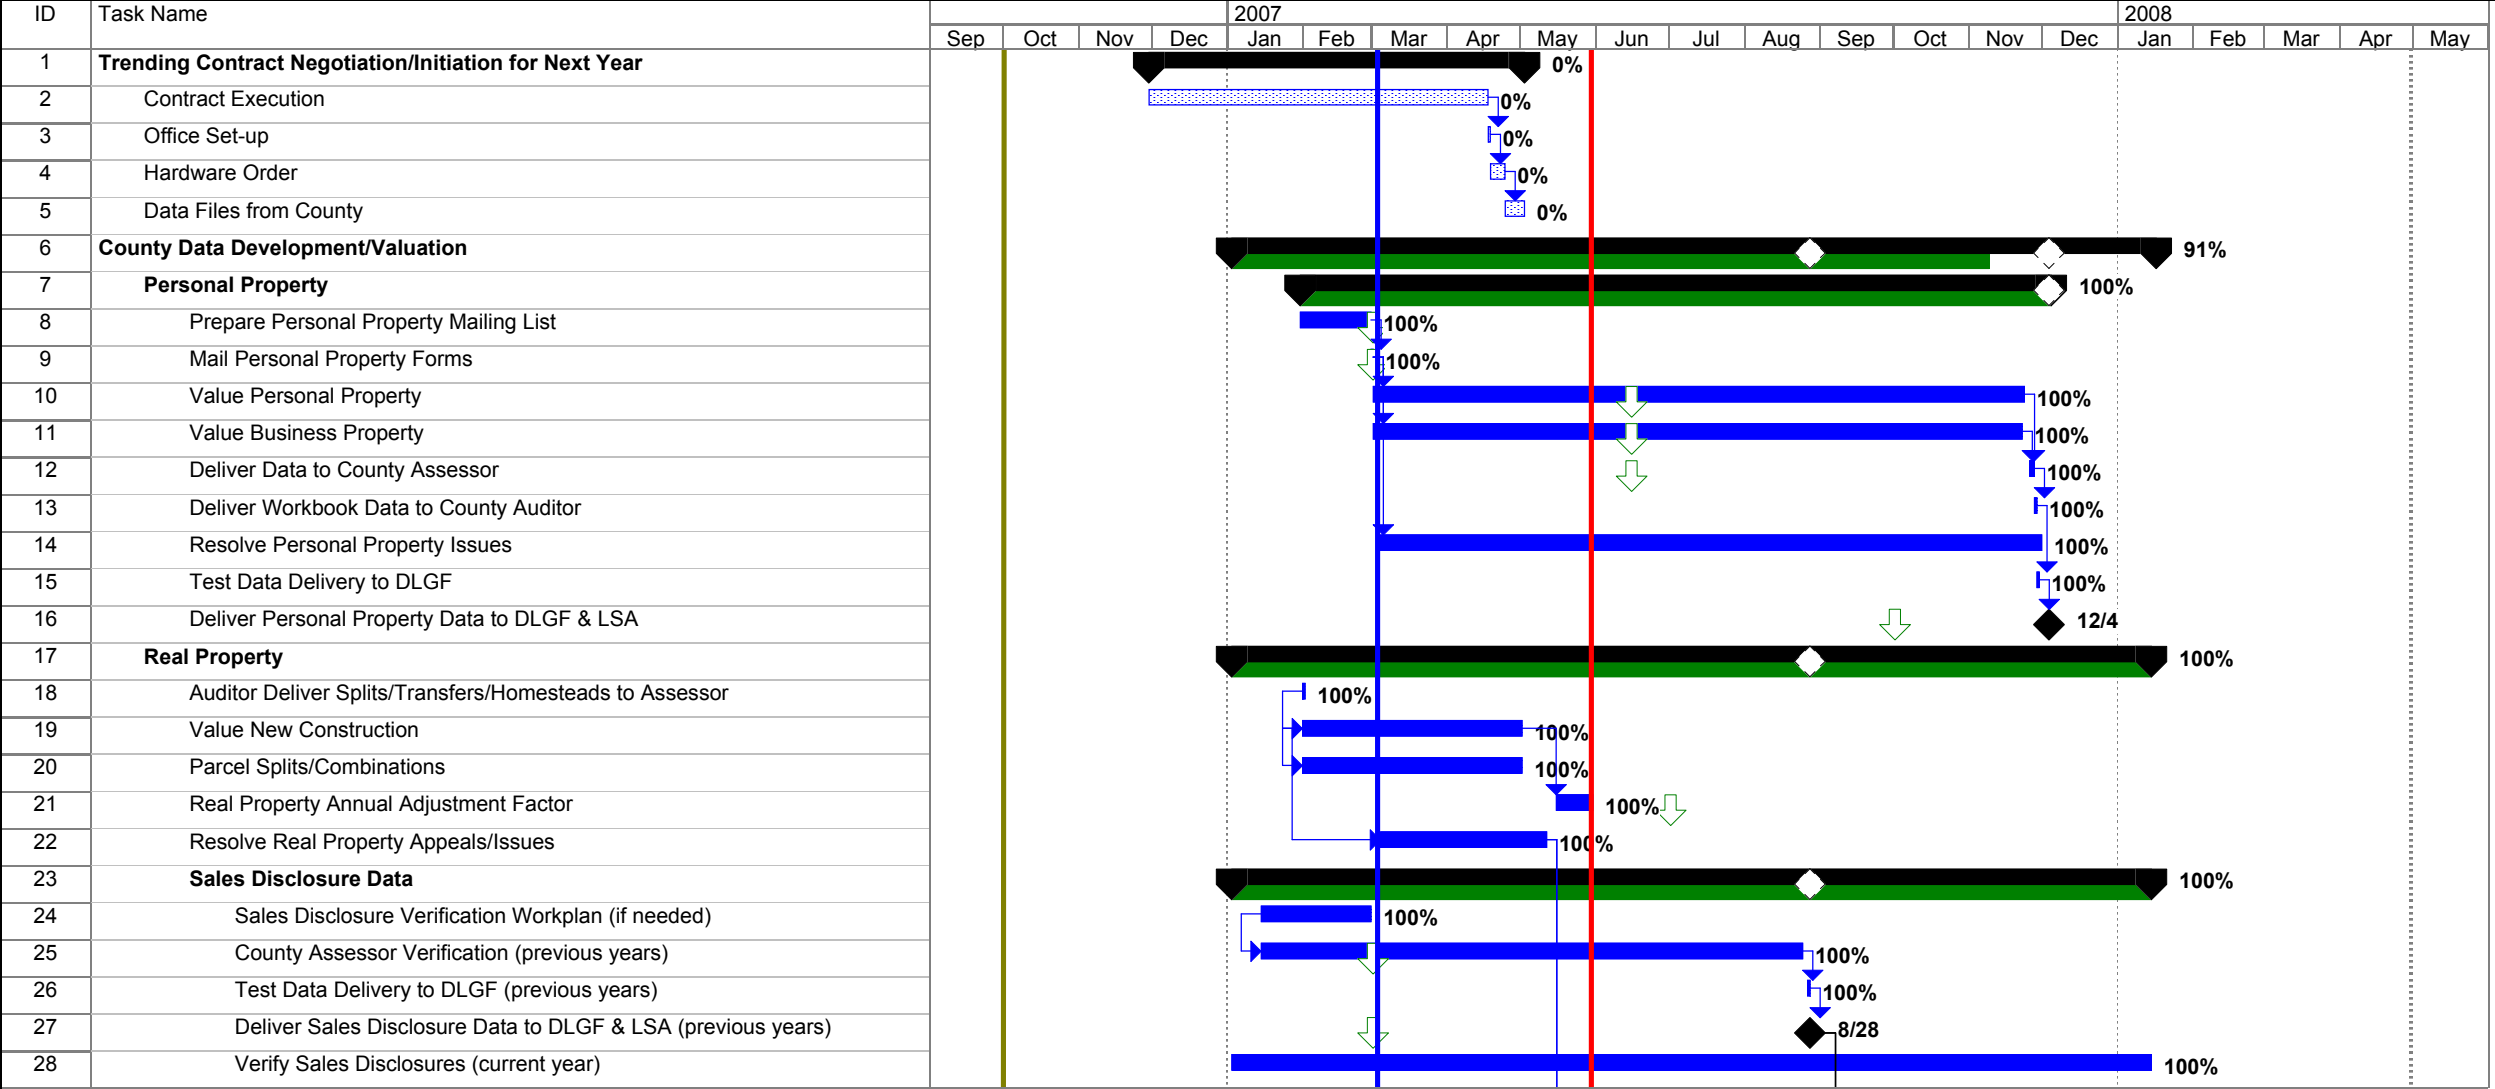 ID Task Name 2007 2008
Sep Oct Nov Dec Jan Feb Mar Apr May Jun Jul Aug Sep Oct Nov Dec Jan Feb Mar Apr May
1 Trending Contract Negotiation/Initiation for Next Year 0%
2 Contract Execution 0%
3 Office Set-up 0%
4 Hardware Order 0%
5 Data Files from County 0%
6 County Data Development/Valuation 91%
7 Personal Property 100%
8 Prepare Personal Property Mailing List 100%
9 Mail Personal Property Forms 100%
10 Value Personal Property 100%
11 Value Business Property 100%
12 Deliver Data to County Assessor 100%
13 Deliver Workbook Data to County Auditor 100%
14 Resolve Personal Property Issues 100%
15 Test Data Delivery to DLGF 100%
16 Deliver Personal Property Data to DLGF & LSA 12/4
17 Real Property 100%
18 Auditor Deliver Splits/Transfers/Homesteads to Assessor 100%
19 Value New Construction 100%
20 Parcel Splits/Combinations 100%
21 Real Property Annual Adjustment Factor 100%
22 Resolve Real Property Appeals/Issues 100%
23 Sales Disclosure Data 100%
24 Sales Disclosure Verification Workplan (if needed) 100%
25 County Assessor Verification (previous years) 100%
26 Test Data Delivery to DLGF (previous years) 100%
27 Deliver Sales Disclosure Data to DLGF & LSA (previous years) 8/28
28 Verify Sales Disclosures (current year) 100%